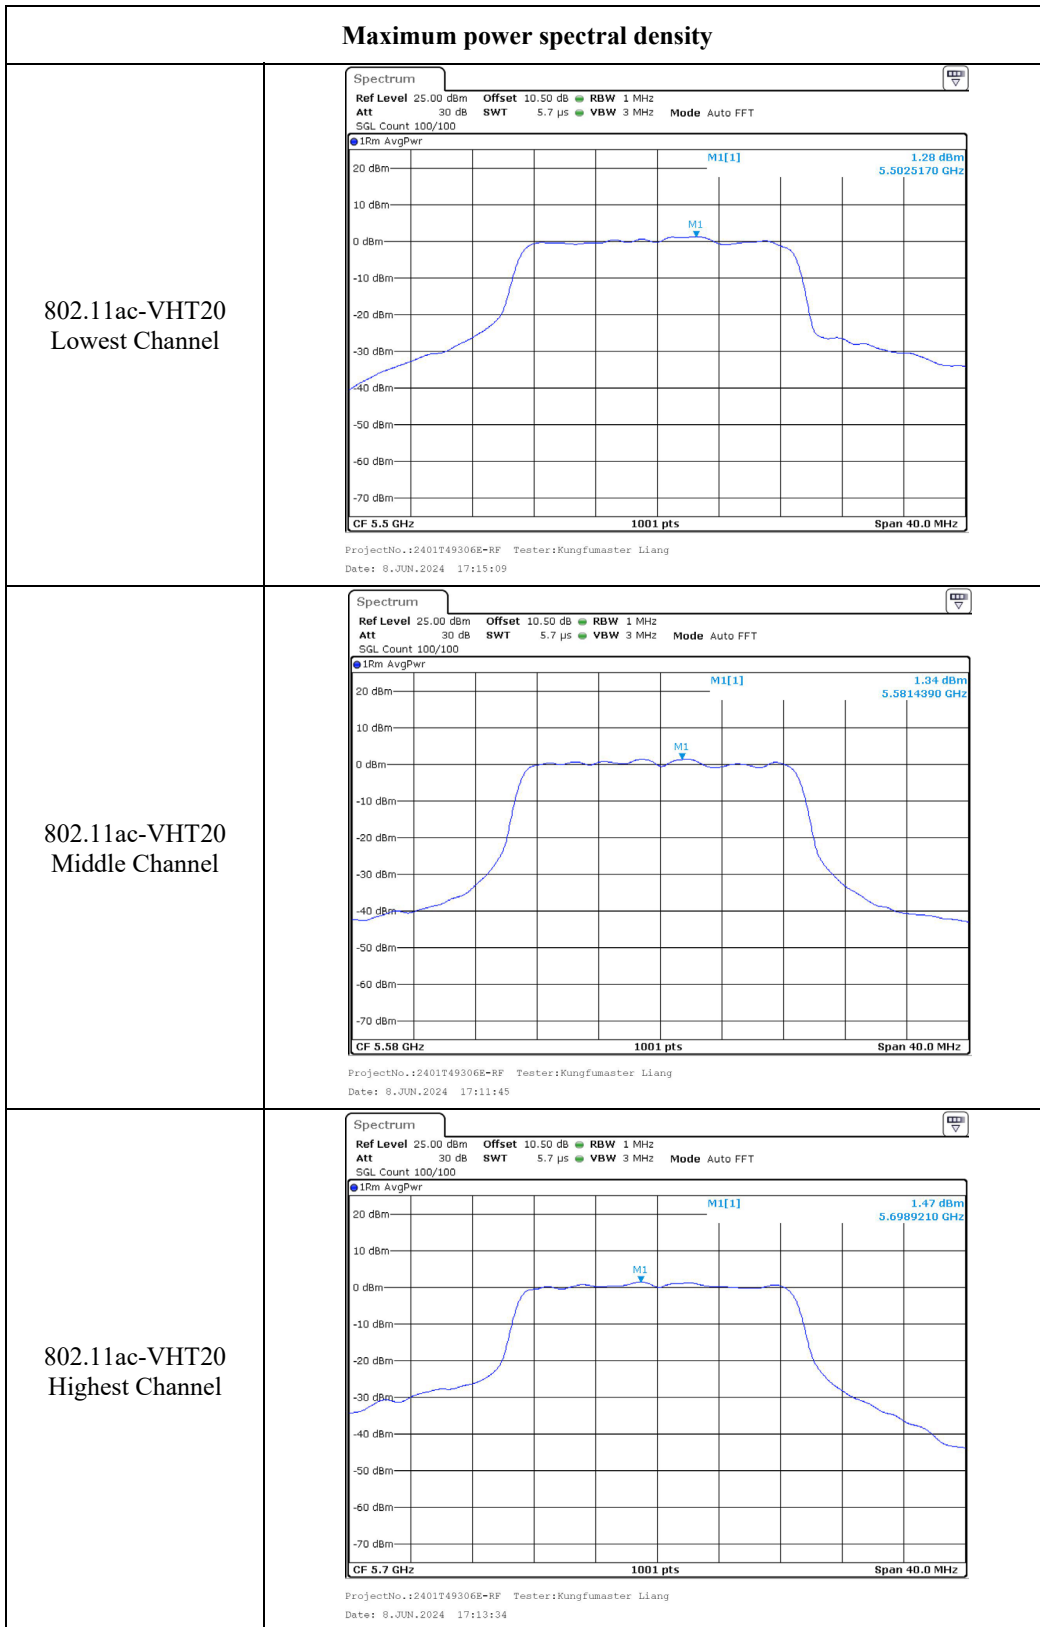 Maximum power spectral density
802.11ac-VHT20
Lowest Channel
Spectrum
Ref Level 25.00 dBm Offset 10.50 dB RBW 1 MHz
Att 30 dB SWT 5.7 µs VBW 3 MHz Mode Auto FFT
SGL Count 100/100
1Rm AvgPwr
M1[1] 1.28 dBm
5.5025170 GHz
20 dBm
10 dBm
M1
0 dBm
-10 dBm
-20 dBm
-30 dBm
-40 dBm
-50 dBm
-60 dBm
-70 dBm
CF 5.5 GHz 1001 pts Span 40.0 MHz
ProjectNo.:2401T49306E-RF Tester:Kungfumaster Liang
Date: 8.JUN.2024 17:15:09
802.11ac-VHT20
Middle Channel
Spectrum
Ref Level 25.00 dBm Offset 10.50 dB RBW 1 MHz
Att 30 dB SWT 5.7 µs VBW 3 MHz Mode Auto FFT
SGL Count 100/100
1Rm AvgPwr
M1[1] 1.34 dBm
5.5814390 GHz
20 dBm
10 dBm
M1
0 dBm
-10 dBm
-20 dBm
-30 dBm
-40 dBm
-50 dBm
-60 dBm
-70 dBm
CF 5.58 GHz 1001 pts Span 40.0 MHz
ProjectNo.:2401T49306E-RF Tester:Kungfumaster Liang
Date: 8.JUN.2024 17:11:45
802.11ac-VHT20
Highest Channel
Spectrum
Ref Level 25.00 dBm Offset 10.50 dB RBW 1 MHz
Att 30 dB SWT 5.7 µs VBW 3 MHz Mode Auto FFT
SGL Count 100/100
1Rm AvgPwr
M1[1] 1.47 dBm
5.6989210 GHz
20 dBm
10 dBm
M1
0 dBm
-10 dBm
-20 dBm
-30 dBm
-40 dBm
-50 dBm
-60 dBm
-70 dBm
CF 5.7 GHz 1001 pts Span 40.0 MHz
ProjectNo.:2401T49306E-RF Tester:Kungfumaster Liang
Date: 8.JUN.2024 17:13:34